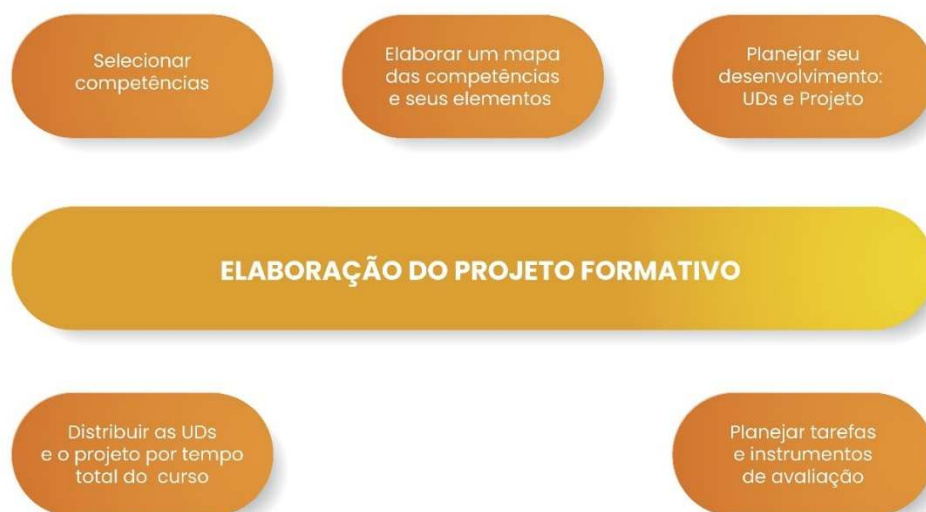 Selecionar
competências
Elaborar um mapa
das competências
e seus elementos
Planejar seu
desenvolvimento:
UDs e Projeto
ELABORAÇÃO DO PROJETO FORMATIVO
Distribuir as UDs
e o projeto por tempo
total do curso
Planejar tarefas
e instrumentos
de avaliação